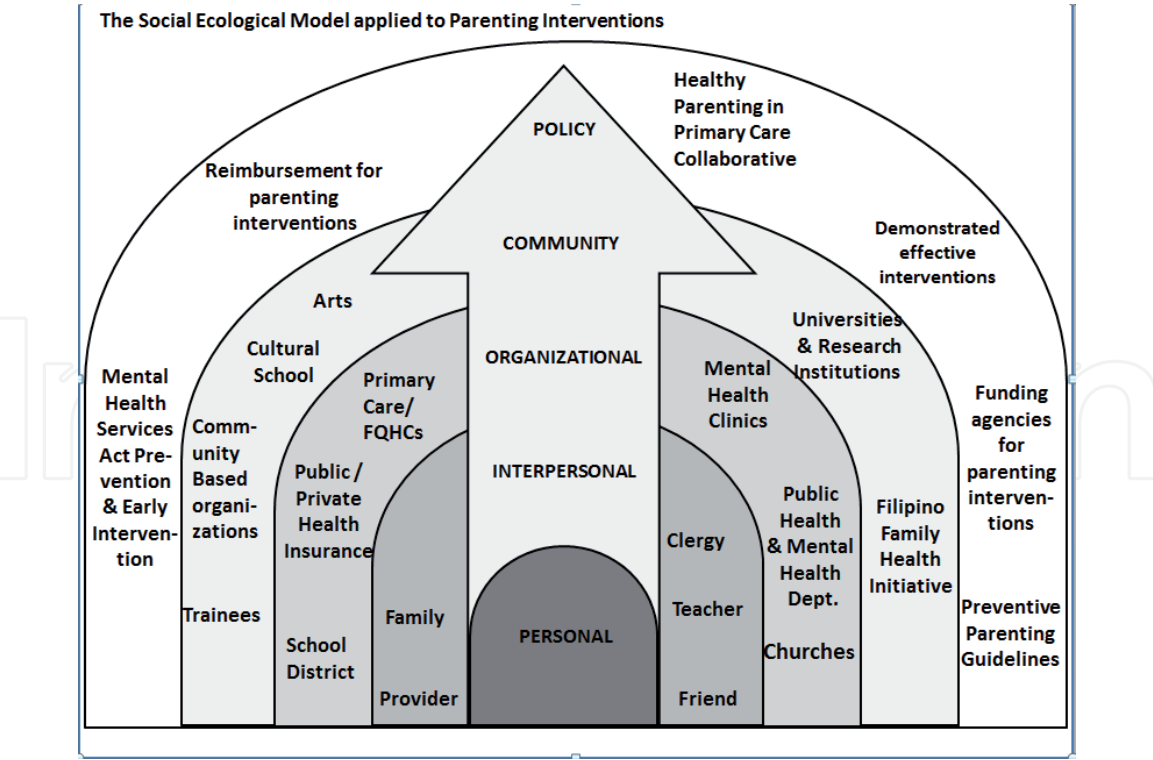 The Social Ecological Model applied to Parenting Interventions
POLICY
COMMUNITY
ORGANIZATIONAL
INTERPERSONAL
PERSONAL
Reimbursement for
parenting
interventions
Mental
Health
Services
Act Pre-
vention
& Early
Interven-
tion
Arts
Cultural
School
Comm-
unity
Based
organi-
zations
Trainees
Primary
Care/
FQHCs
Public /
Private
Health
Insurance
School
District
Family
Provider
Healthy
Parenting in
Primary Care
Collaborative
Demonstrated
effective
interventions
Funding
agencies
for
parenting
interven-
tions
Preventive
Parenting
Guidelines
Universities
& Research
Institutions
Filipino
Family
Health
Initiative
Mental
Health
Clinics
Public
Health
& Mental
Health
Dept.
Churches
Clergy
Teacher
Friend